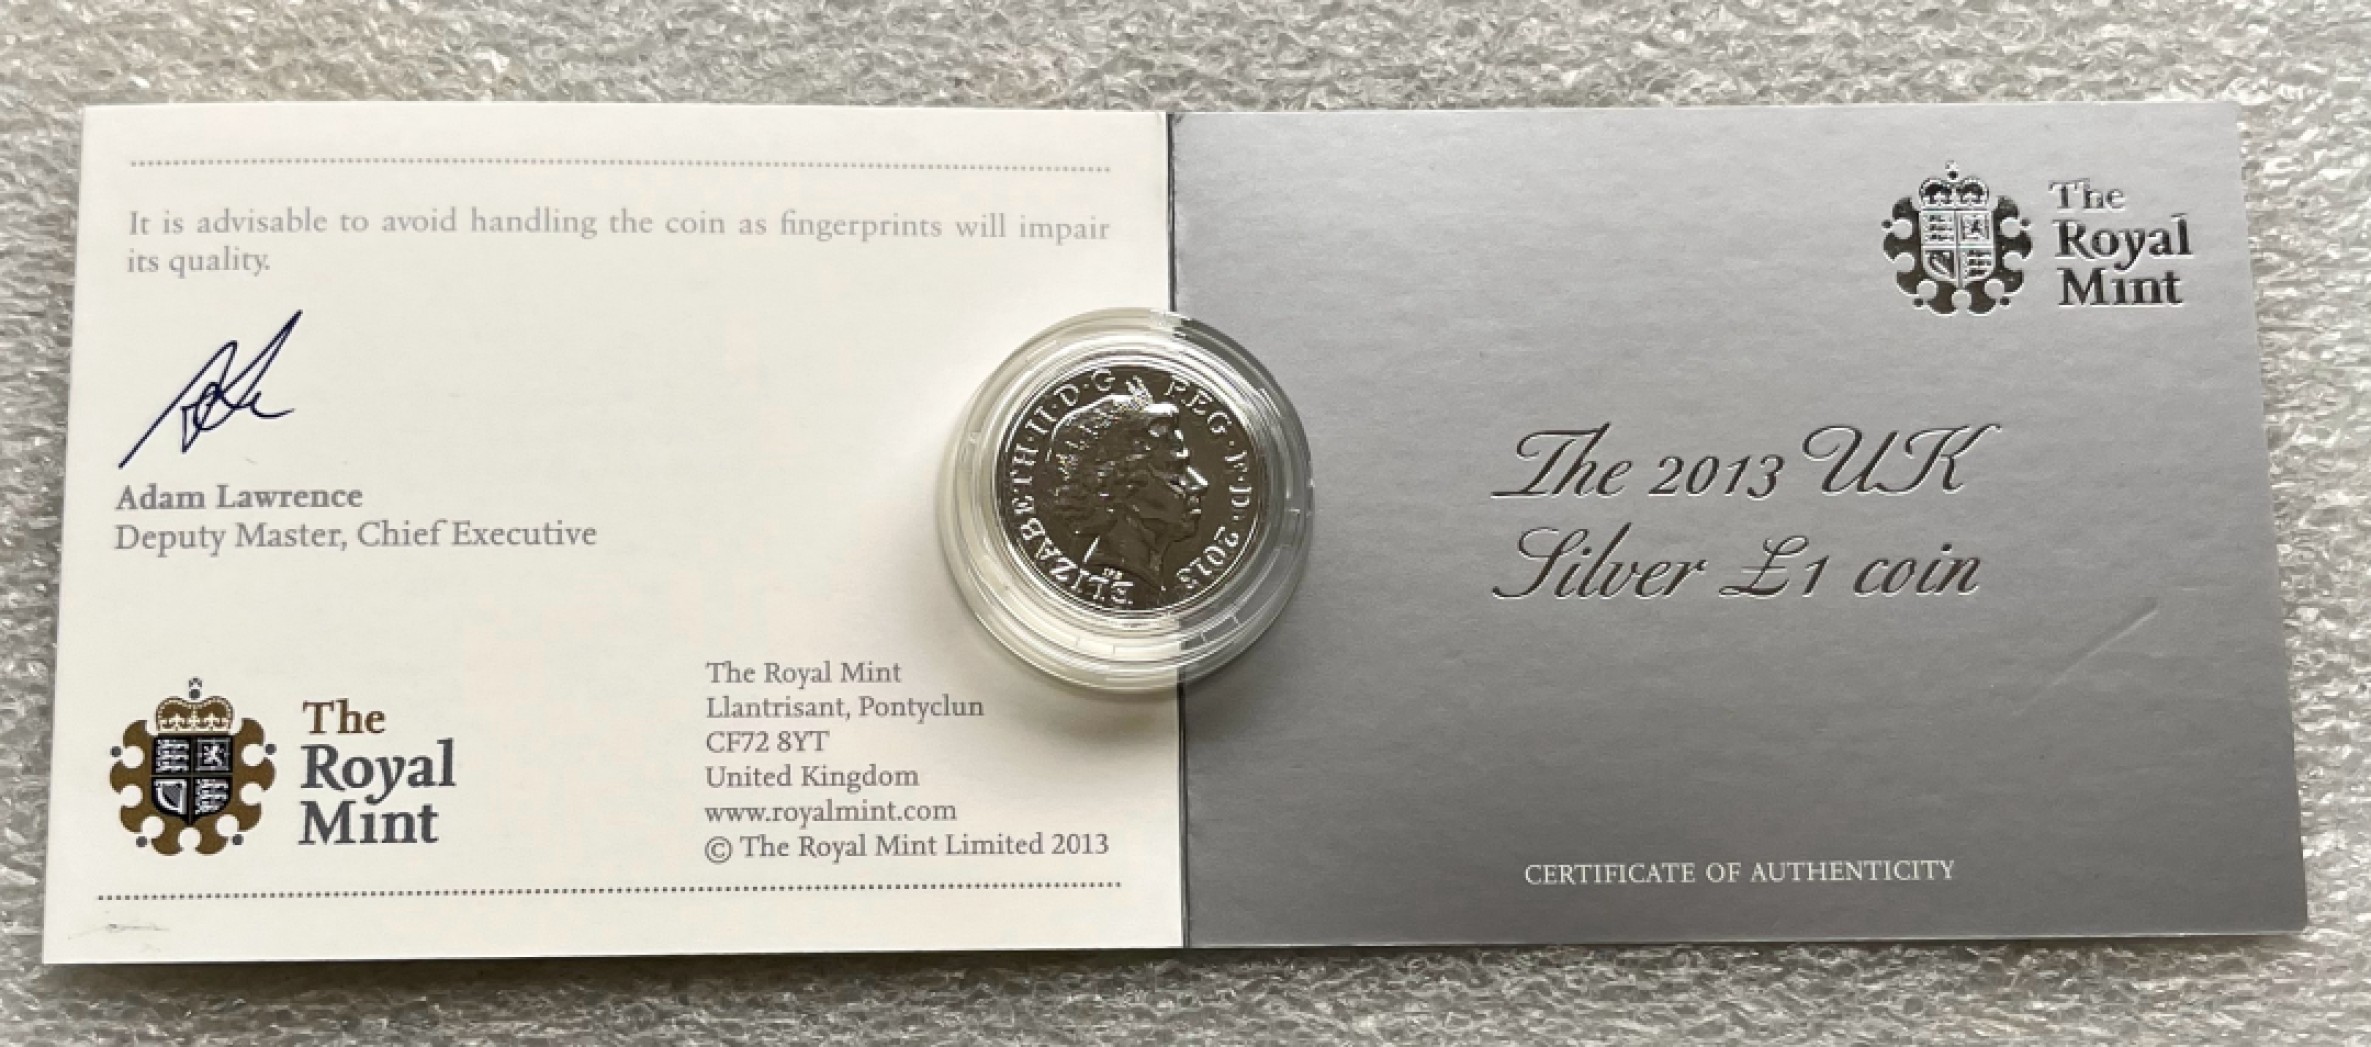 It is advisable to avoid handling the coin as fingerprints will impair
its quality.
Adam Lawrence
Deputy Master, Chief Executive
The
Royal
Mint
The Royal Mint
Llantrisant, Pontyclun
CF72 8YT
United Kingdom
www.royalmint.com
© The Royal Mint Limited 2013
ELIZABETH·II·D·G REG·F·D·2013
The
Royal
Mint
The 2013 UK
Silver £1 coin
CERTIFICATE OF AUTHENTICITY